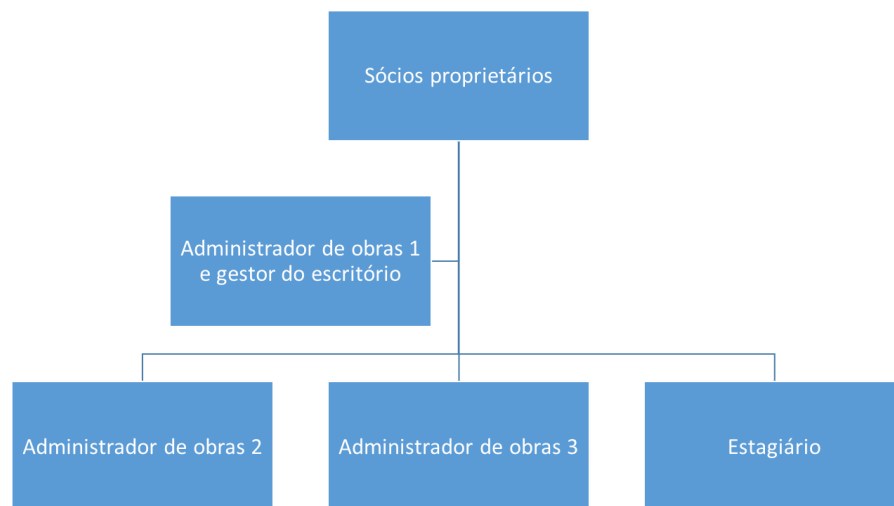 Sócios proprietários
Administrador de obras 1
e gestor do escritório
Administrador de obras 2
Administrador de obras 3
Estagiário